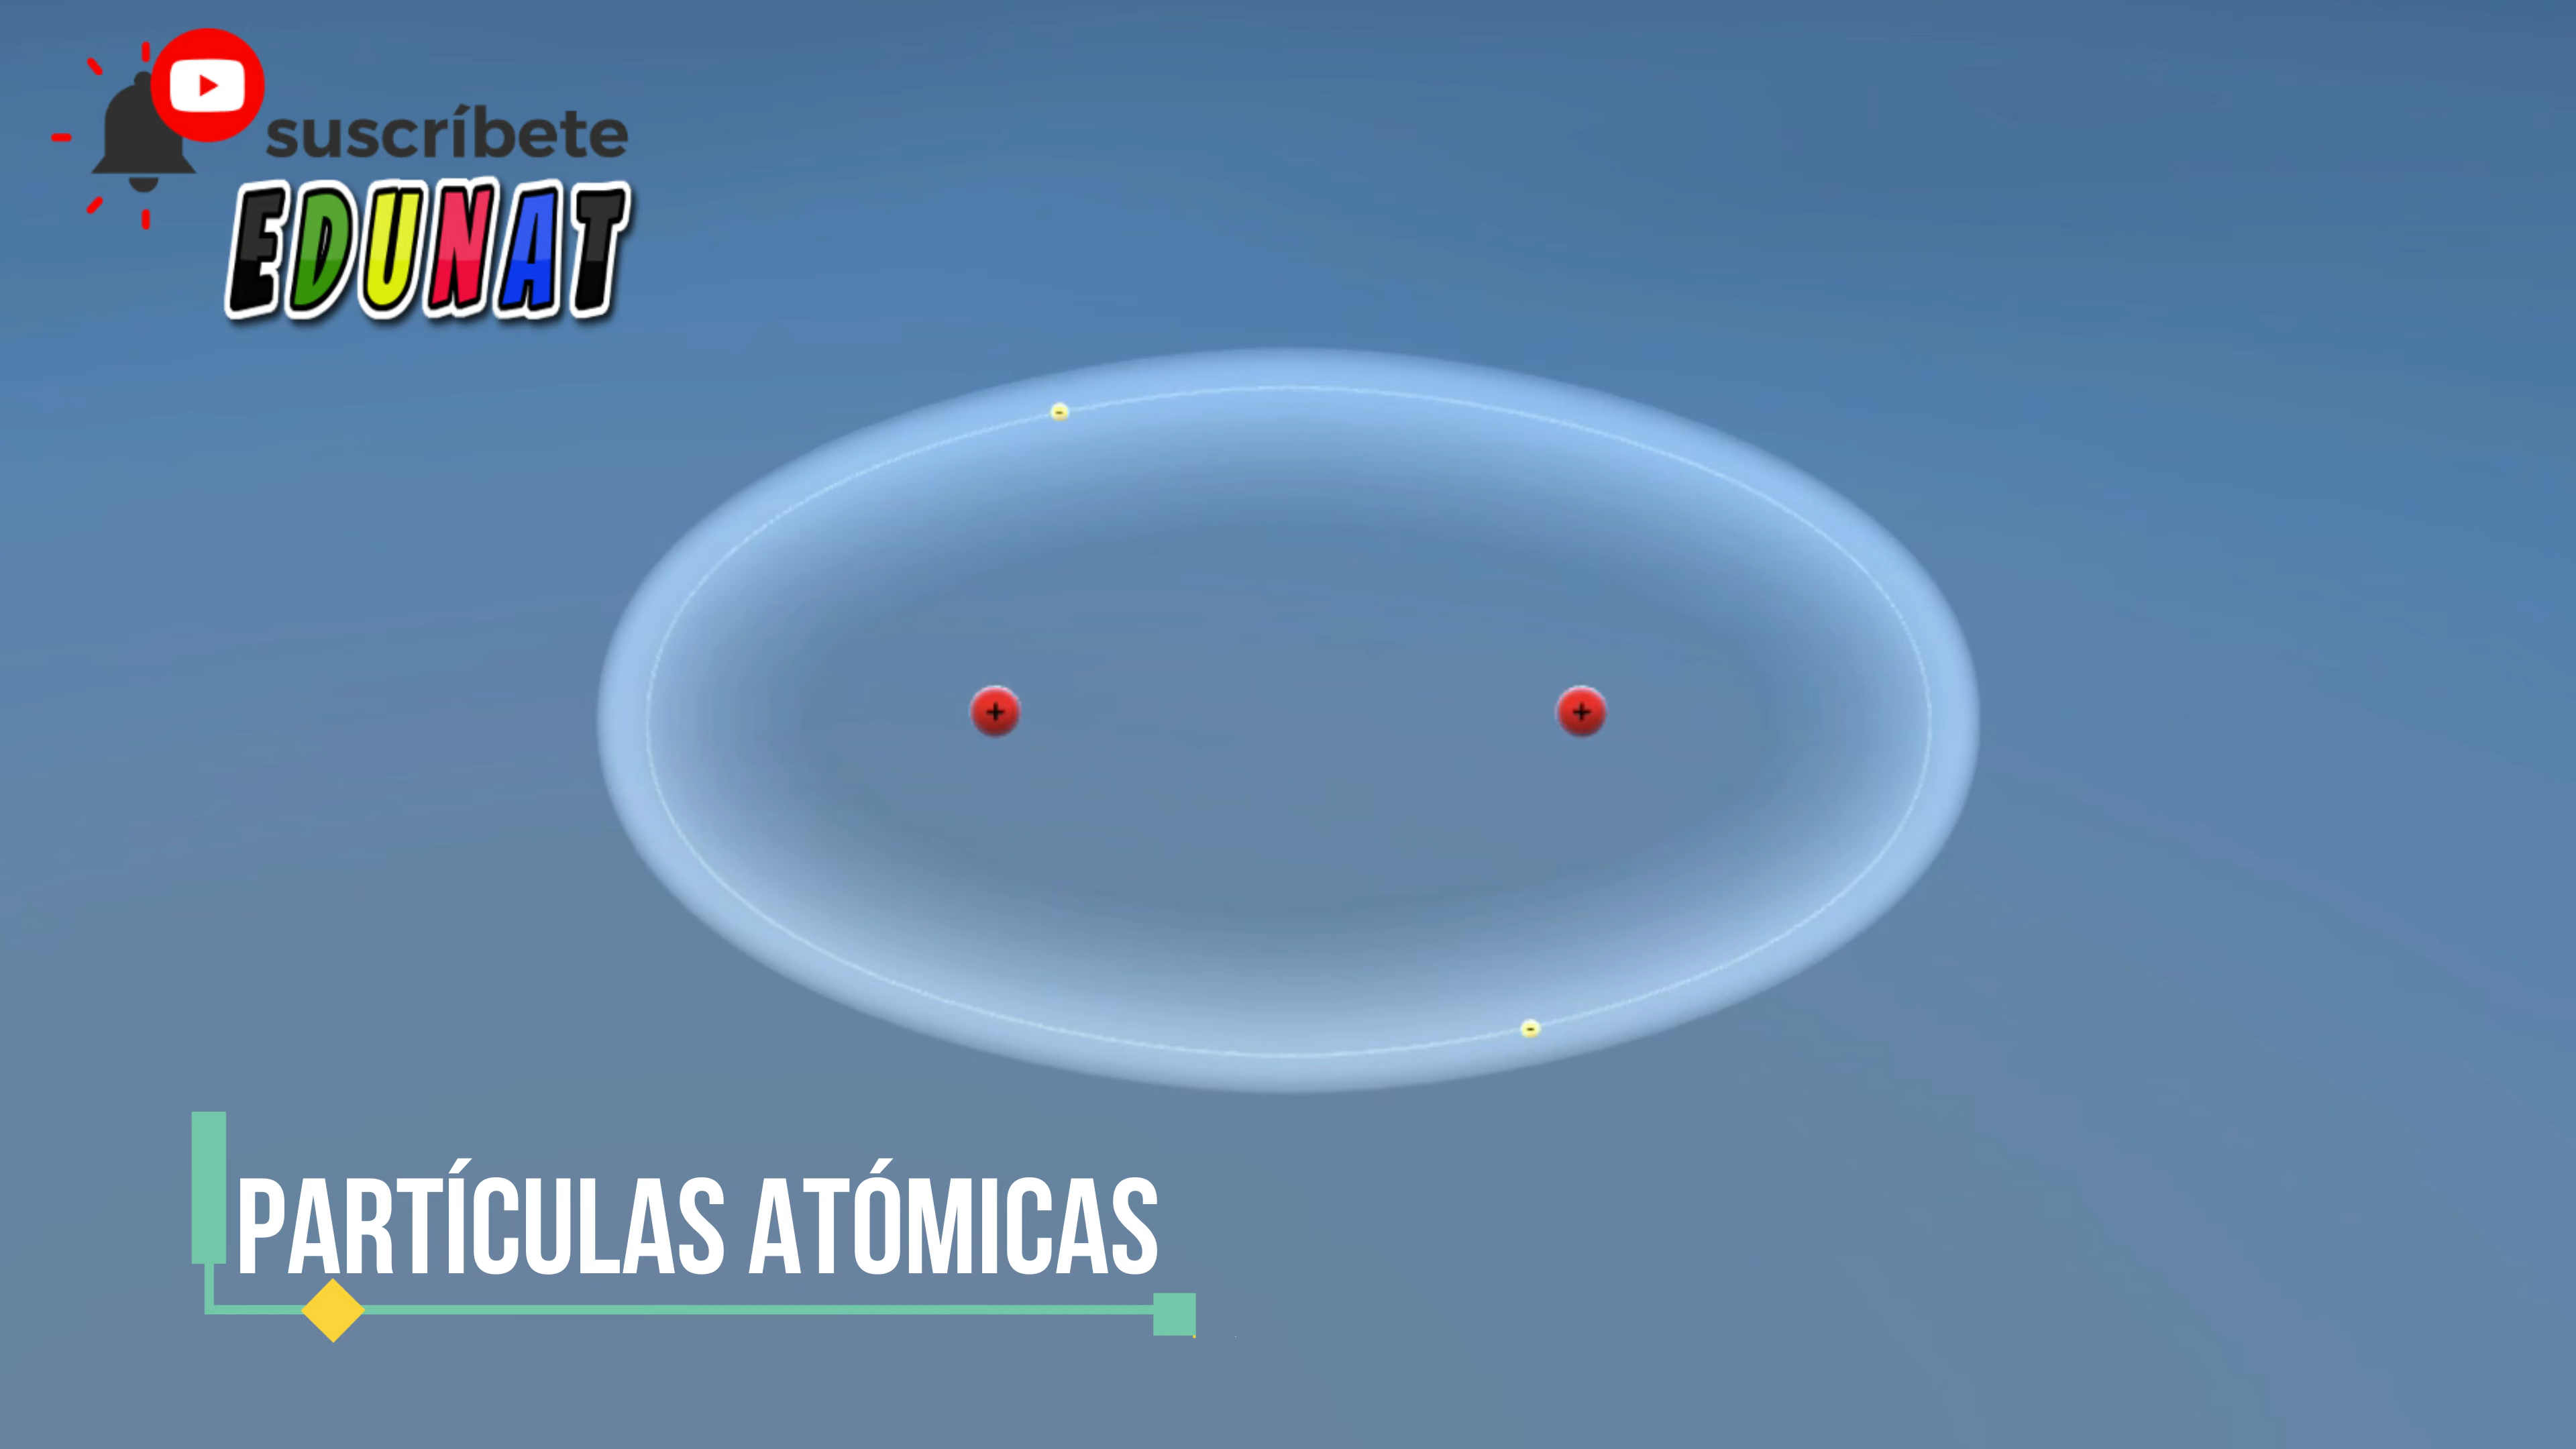 suscríbete
EDUNAT
-
+ +
-
PARTÍCULAS ATÓMICAS